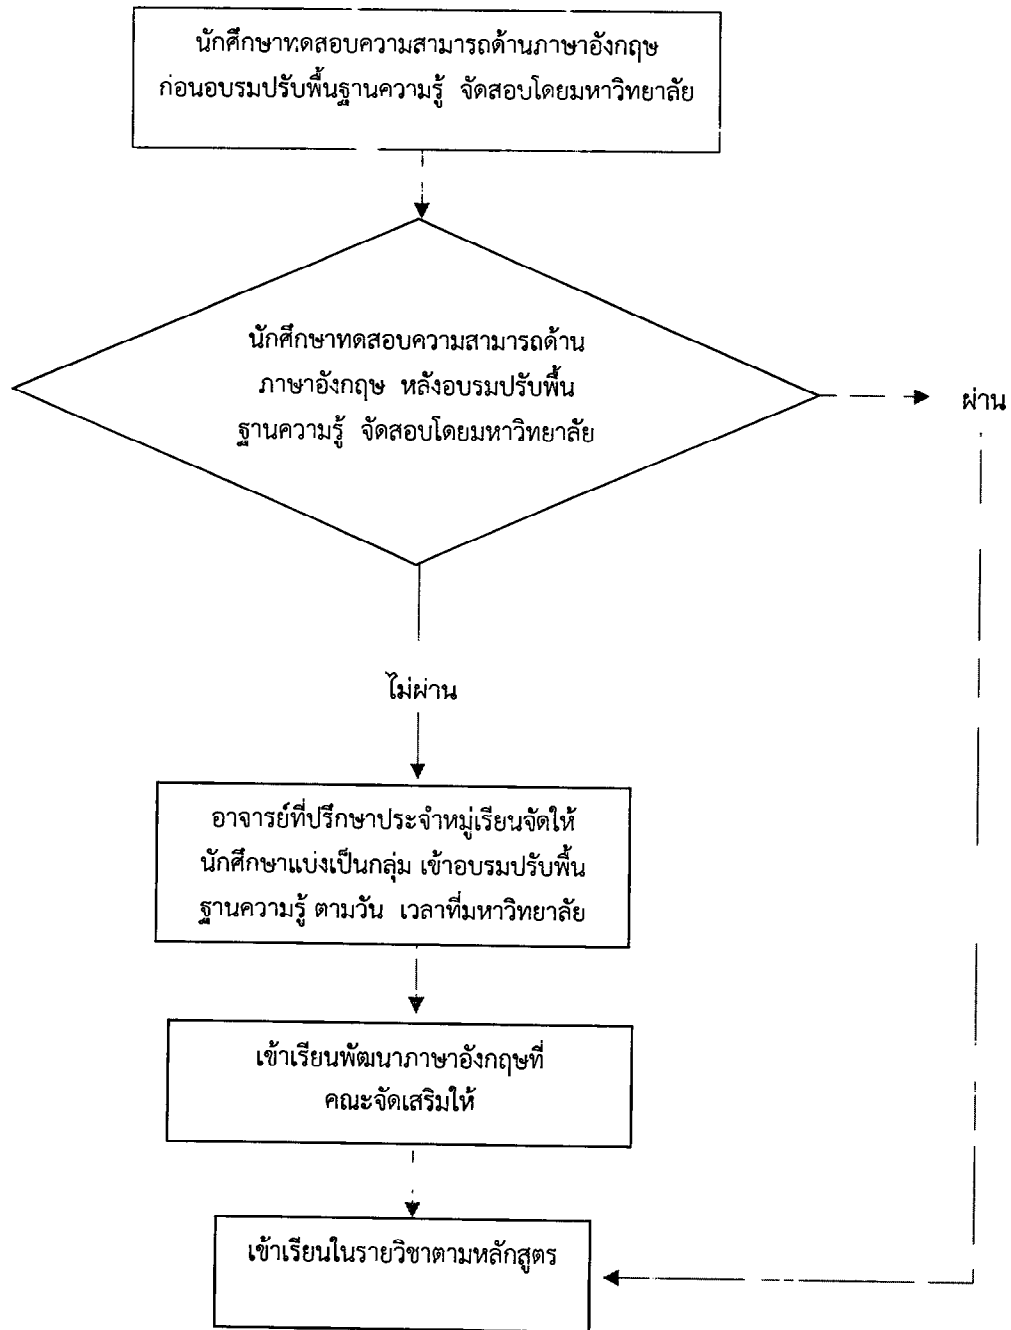 นักศึกษาทดสอบความสามารถด้านภาษาอังกฤษ
ก่อนอบรมปรับพื้นฐานความรู้ จัดสอบโดยมหาวิทยาลัย
นักศึกษาทดสอบความสามารถด้าน
ภาษาอังกฤษ หลังอบรมปรับพื้น
ฐานความรู้ จัดสอบโดยมหาวิทยาลัย
ผ่าน
ไม่ผ่าน
อาจารย์ที่ปรึกษาประจำหมู่เรียนจัดให้
นักศึกษาแบ่งเป็นกลุ่ม เข้าอบรมปรับพื้น
ฐานความรู้ ตามวัน เวลาที่มหาวิทยาลัย
เข้าเรียนพัฒนาภาษาอังกฤษที่
คณะจัดเสริมให้
เข้าเรียนในรายวิชาตามหลักสูตร